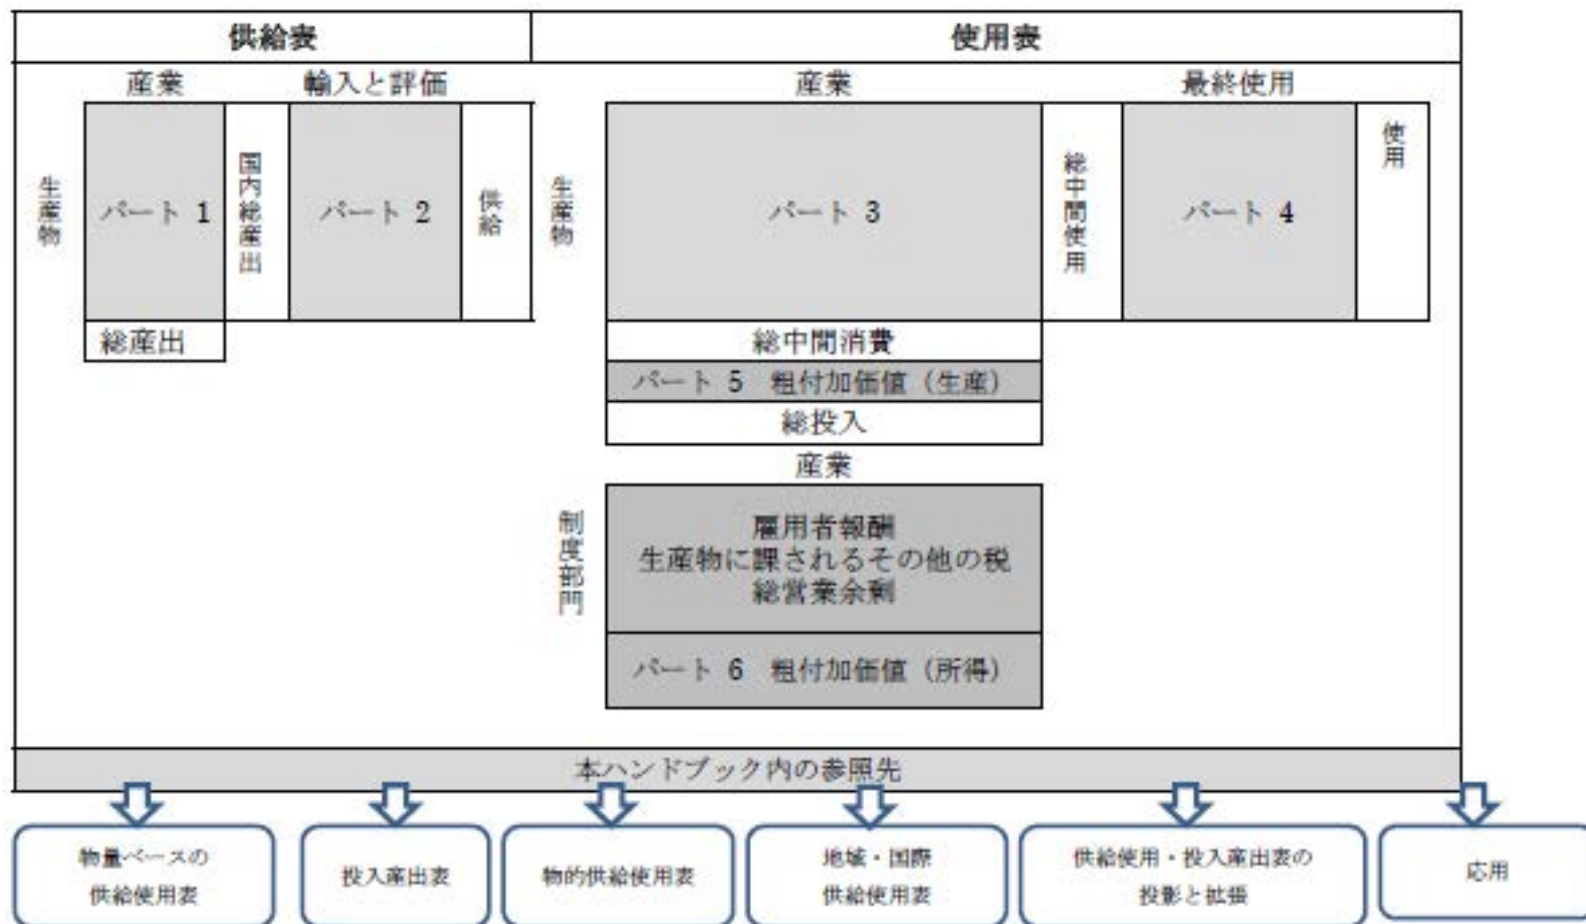 供給表
使用表
産業
輸入と評価
産業
最終使用
生産物
パート 1
国内総産出
パート 2
供給
生産物
パート 3
総中間使用
パート 4
使用
総産出
総中間消費
パート 5 粗付加価値（生産）
総投入
産業
制度部門
雇用者報酬
生産物に課されるその他の税
総営業余剰
パート 6 粗付加価値（所得）
本ハンドブック内の参照先
物量ベースの
供給使用表
投入産出表
物的供給使用表
地域・国際
供給使用表
供給使用・投入産出表の
投影と拡張
応用